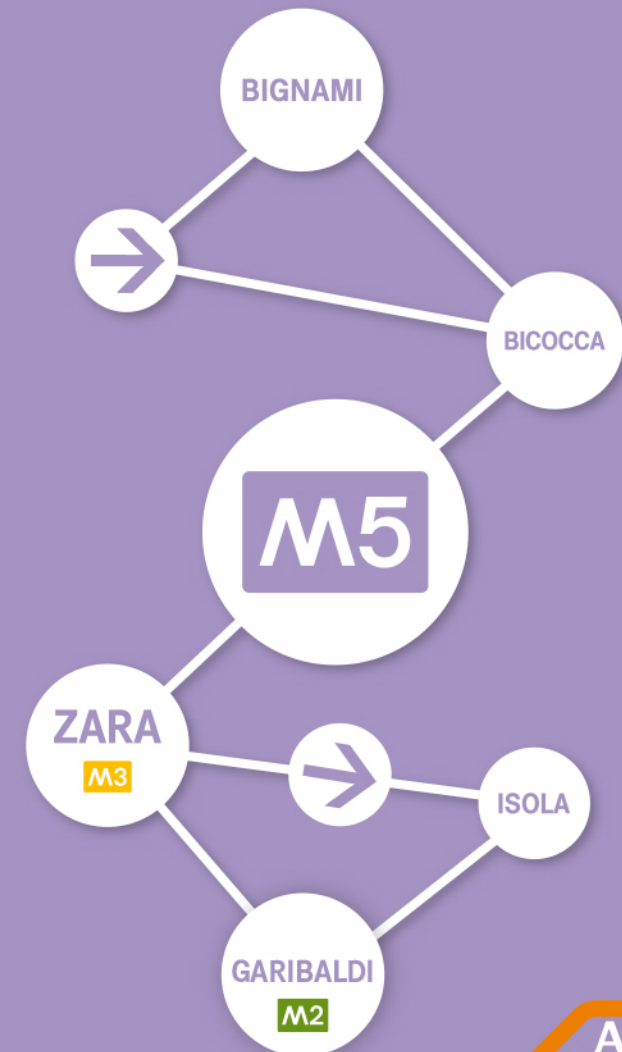 BIGNAMI
BICOCCA
M5
ZARA
M3
ISOLA
GARIBALDI
M2
A